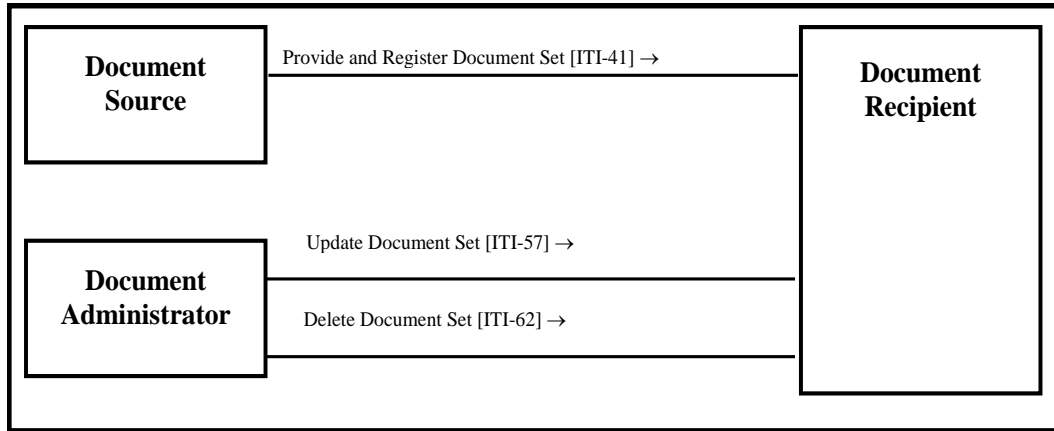 Document
Source
Provide and Register Document Set [ITI-41] →
Document
Recipient
Document
Administrator
Update Document Set [ITI-57] →
Delete Document Set [ITI-62] →